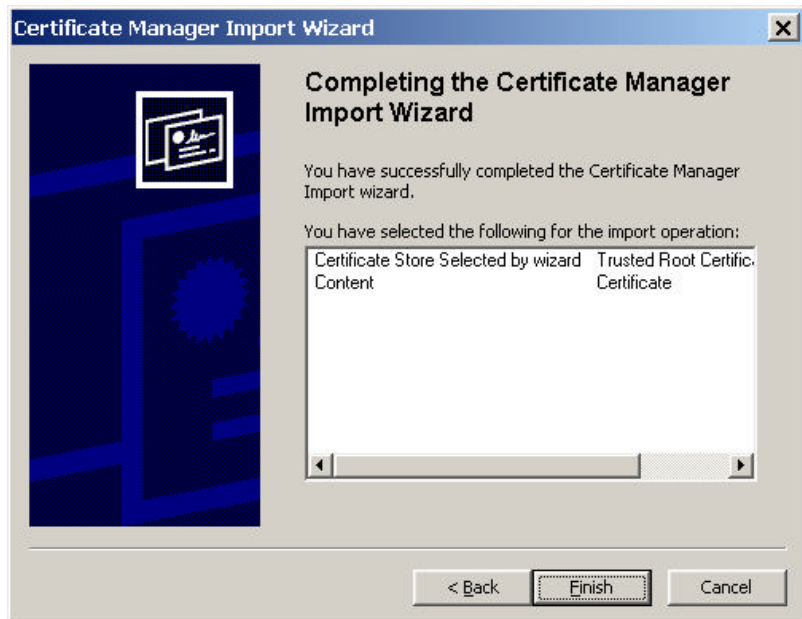 Certificate Manager Import Wizard
Completing the Certificate Manager
Import Wizard
You have successfully completed the Certificate Manager
Import wizard.
You have selected the following for the import operation:
Certificate Store Selected by wizard Trusted Root Certific
Content Certificate
< Back Finish Cancel